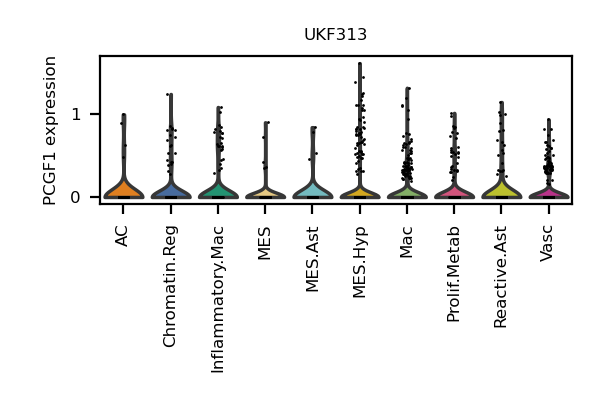 UKF313
PCGF1 expression
1
0
AC
Chromatin.Reg
Inflammatory.Mac
MES
MES.Ast
MES.Hyp
Mac
Prolif.Metab
Reactive.Ast
Vasc